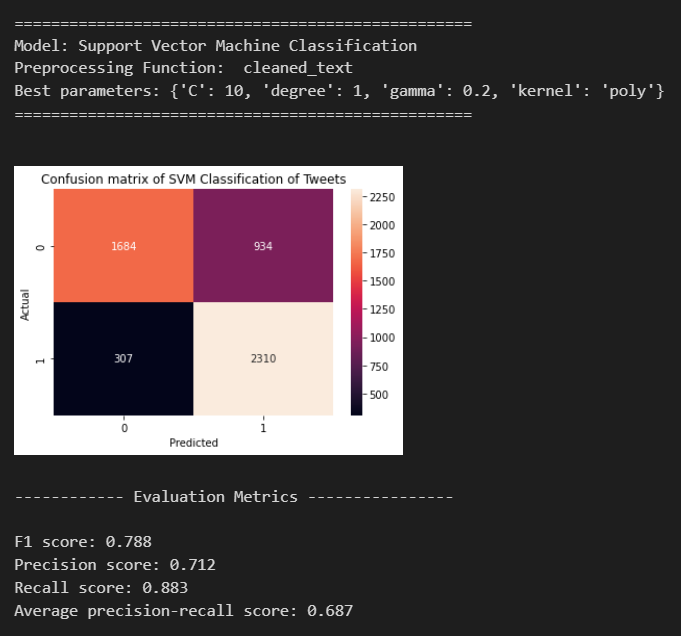 ==================================================
Model: Support Vector Machine Classification
Preprocessing Function:  cleaned_text
Best parameters: {'C': 10, 'degree': 1, 'gamma': 0.2, 'kernel': 'poly'}
==================================================
Confusion matrix of SVM Classification of Tweets
2250
2000
1750
1500
1250
1000
750
500
Actual
0
1684
934
1
307
2310
0
1
Predicted
------------ Evaluation Metrics ----------------
F1 score: 0.788
Precision score: 0.712
Recall score: 0.883
Average precision-recall score: 0.687